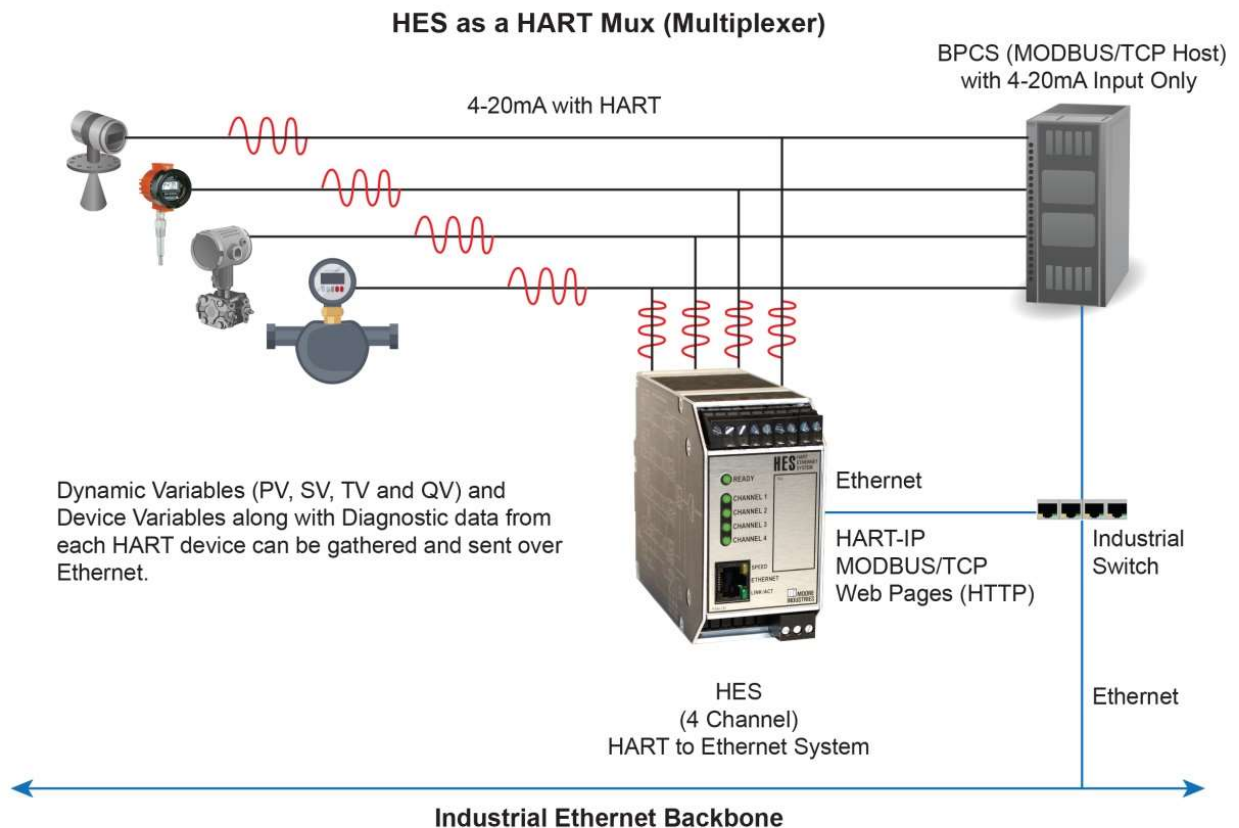 HES as a HART Mux (Multiplexer)
BPCS (MODBUS/TCP Host)
with 4-20mA Input Only
4-20mA with HART
Dynamic Variables (PV, SV, TV and QV) and
Device Variables along with Diagnostic data from
each HART device can be gathered and sent over
Ethernet.
HES HART
ETHERNET
SYSTEM
READY
CHANNEL 1
CHANNEL 2
CHANNEL 3
CHANNEL 4
SPEED
ETHERNET
LINK/ACT
MOORE
INDUSTRIES
Ethernet
HART-IP
MODBUS/TCP
Web Pages (HTTP)
Industrial
Switch
HES
(4 Channel)
HART to Ethernet System
Ethernet
Industrial Ethernet Backbone